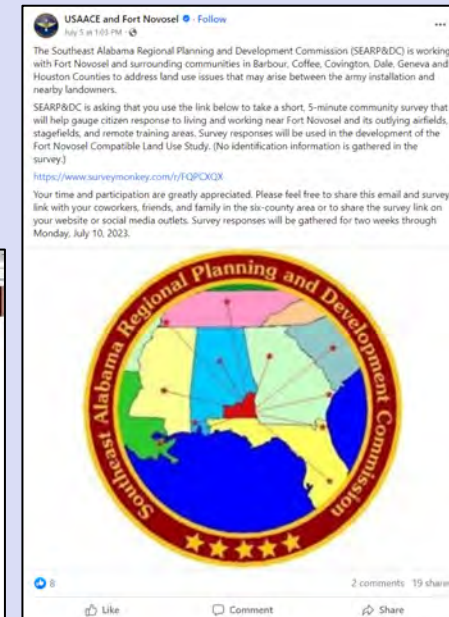 USAACE and Fort Novosel · Follow
July 5 at 1:03 PM ·
The Southeast Alabama Regional Planning and Development Commission (SEARP&DC) is working
with Fort Novosel and surrounding communities in Barbour, Coffee, Covington, Dale, Geneva and
Houston Counties to address land use issues that may arise between the army installation and
nearby landowners.
SEARP&DC is asking that you use the link below to take a short, 5-minute community survey that
will help gauge citizen response to living and working near Fort Novosel and its outlying airfields,
stagefields, and remote training areas. Survey responses will be used in the development of the
Fort Novosel Compatible Land Use Study. (No identification information is gathered in the
survey.)
https://www.surveymonkey.com/r/FQPCXQX
Your time and participation are greatly appreciated. Please feel free to share this email and survey
link with your coworkers, friends, and family in the six-county area or to share the survey link on
your website or social media outlets. Survey responses will be gathered for two weeks through
Monday, July 10, 2023.
Southeast Alabama Regional Planning and Development Commission
8
2 comments 19 share
Like
Comment
Share